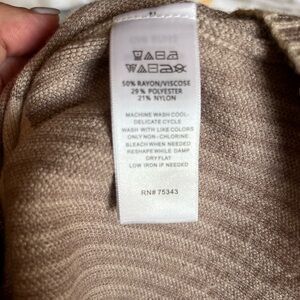 50% RAYON/VISCOSE
29% POLYESTER
21% NYLON
MACHINE WASH COOL-
DELICATE CYCLE
WASH WITH LIKE COLORS
ONLY NON-CHLORINE
BLEACH WHEN NEEDED
RESHAPE WHILE DAMP
DRY FLAT
LOW IRON IF NEEDED
RN# 75343